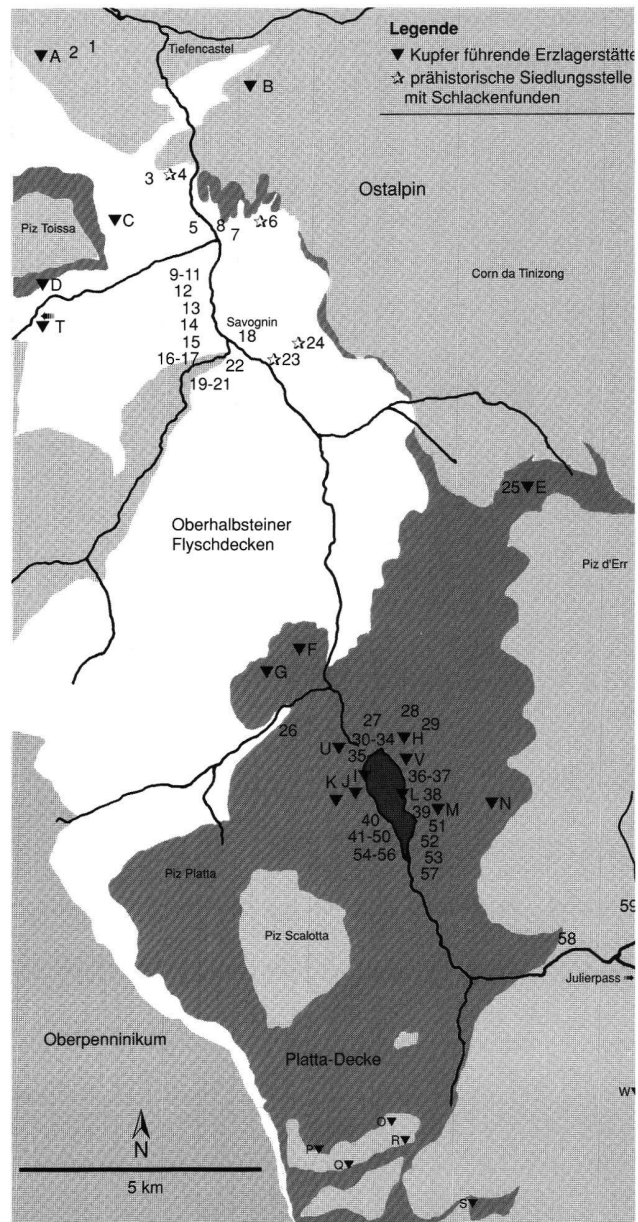 Legende
▼ Kupfer führende Erzlagerstätte
☆ prähistorische Siedlungsstelle
mit Schlackenfunden
▼A 2 1
Tiefencastel
▼B
3 ☆4
Ostalpin
Piz Toissa
▼C
5 8 7 ☆6
▼D
9-11
Corn da Tinizong
▼T
12
13
14
Savognin
18
15
☆24
16-17
22 ☆23
19-21
25▼E
Oberhalbsteiner
Flyschdecken
Piz d'Err
▼F
▼G
26
27 28 29
30-34 ▼H
U▼ 35 ▼V
I▼ 36-37
K▼ J▼ ▼L 38
39 ▼M ▼N
40 51
41-50 52
54-56 53
57
Piz Platta
59
58
Piz Scalotta
Julierpass
Oberpenninikum
Platta-Decke
W▼
O▼
R▼
P▼
Q▼
N
5 km
S▼